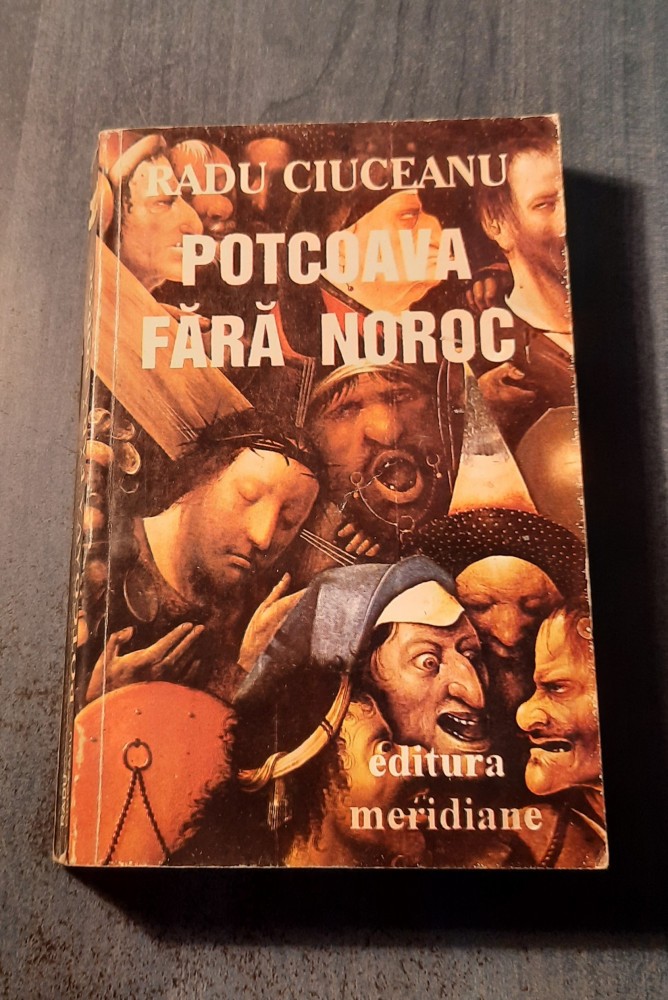 RADU CIUCEANU
POTCOAVA
FĂRĂ NOROC
editura
meridiane